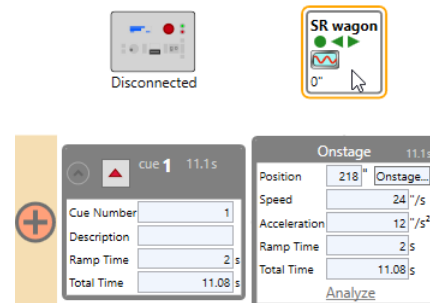 SR wagon
0"
Disconnected
cue 1 11.1s
Cue Number 1
Description
Ramp Time 2 s
Total Time 11.08 s
Onstage 11.1s
Position 218 " Onstage...
Speed 24 "/s
Acceleration 12 "/s²
Ramp Time 2 s
Total Time 11.08 s
Analyze